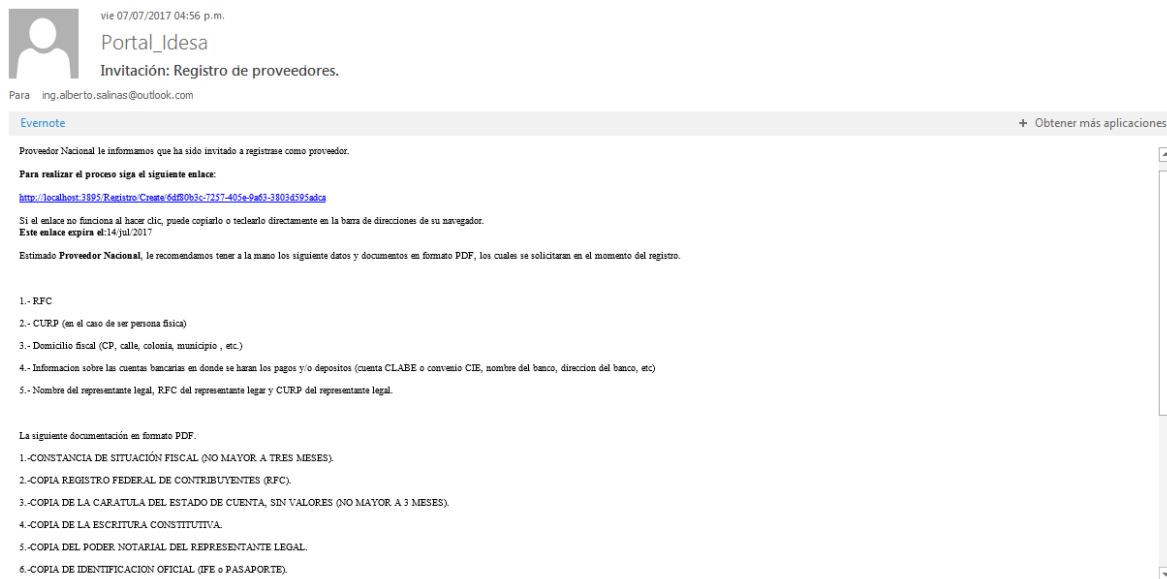 vie 07/07/2017 04:56 p.m.
Portal_Idesa
Invitación: Registro de proveedores.
Para ing.alberto.salinas@outlook.com
Evernote
+ Obtener más aplicaciones
Proveedor Nacional le informamos que ha sido invitado a registrase como proveedor.
Para realizar el proceso siga el siguiente enlace:
http://localhost:3895/Registro/Create/6df80b3c-7257-405e-9a63-3803d595adca
Si el enlace no funciona al hacer clic, puede copiarlo o teclearlo directamente en la barra de direcciones de su navegador.
Este enlace expira el:14/jul/2017
Estimado Proveedor Nacional, le recomendamos tener a la mano los siguiente datos y documentos en formato PDF, los cuales se solicitaran en el momento del registro.
1.- RFC
2.- CURP (en el caso de ser persona fisica)
3.- Domicilio fiscal (CP, calle, colonia, municipio , etc.)
4.- Informacion sobre las cuentas bancarias en donde se haran los pagos y/o depositos (cuenta CLABE o convenio CIE, nombre del banco, direccion del banco, etc)
5.- Nombre del representante legal, RFC del representante legar y CURP del representante legal.
La siguiente documentación en formato PDF.
1.-CONSTANCIA DE SITUACIÓN FISCAL (NO MAYOR A TRES MESES).
2.-COPIA REGISTRO FEDERAL DE CONTRIBUYENTES (RFC).
3.-COPIA DE LA CARATULA DEL ESTADO DE CUENTA, SIN VALORES (NO MAYOR A 3 MESES).
4.-COPIA DE LA ESCRITURA CONSTITUTIVA.
5.-COPIA DEL PODER NOTARIAL DEL REPRESENTANTE LEGAL.
6.-COPIA DE IDENTIFICACION OFICIAL (IFE o PASAPORTE).